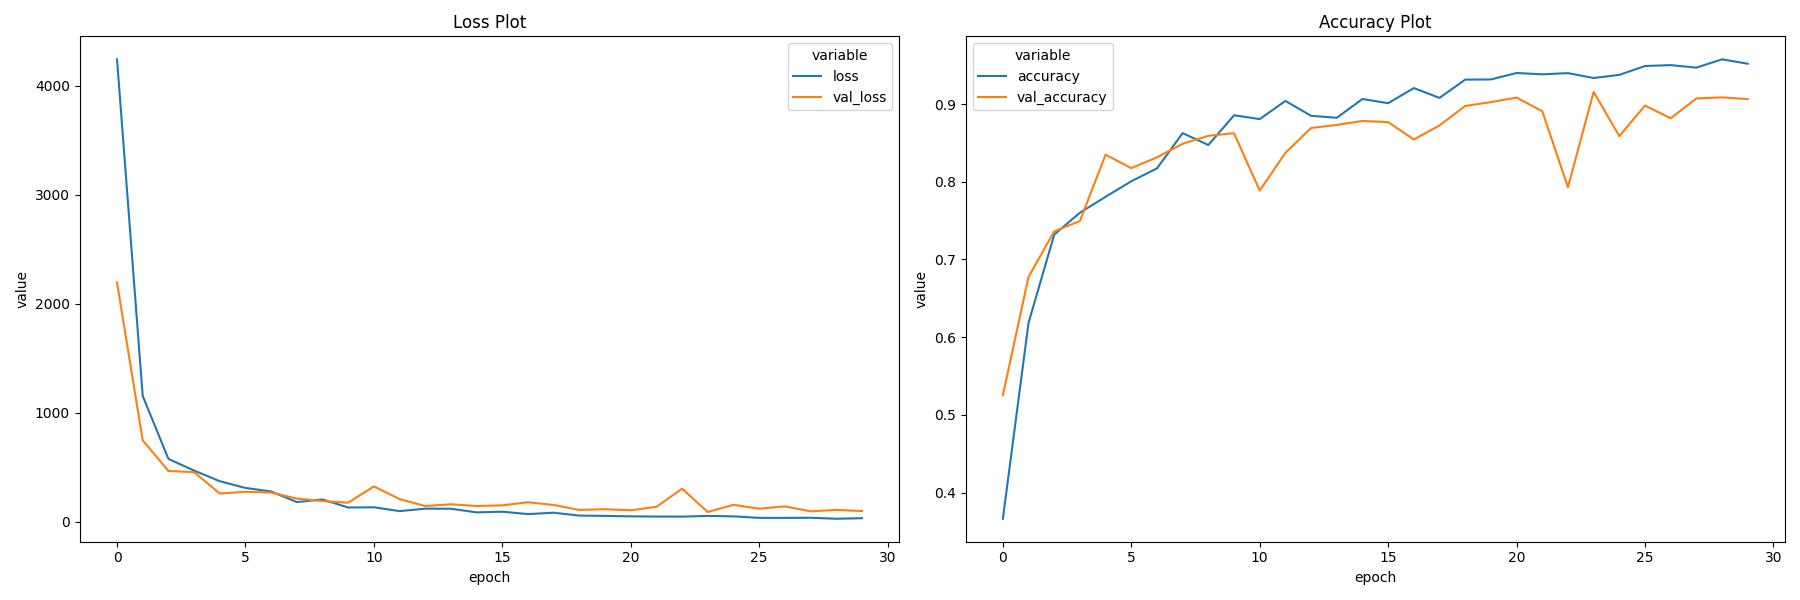 Loss Plot
variable
loss
val_loss
4000
3000
2000
1000
0
value
0 5 10 15 20 25 30
epoch
Accuracy Plot
variable
accuracy
val_accuracy
0.9
0.8
0.7
0.6
0.5
0.4
value
0 5 10 15 20 25 30
epoch